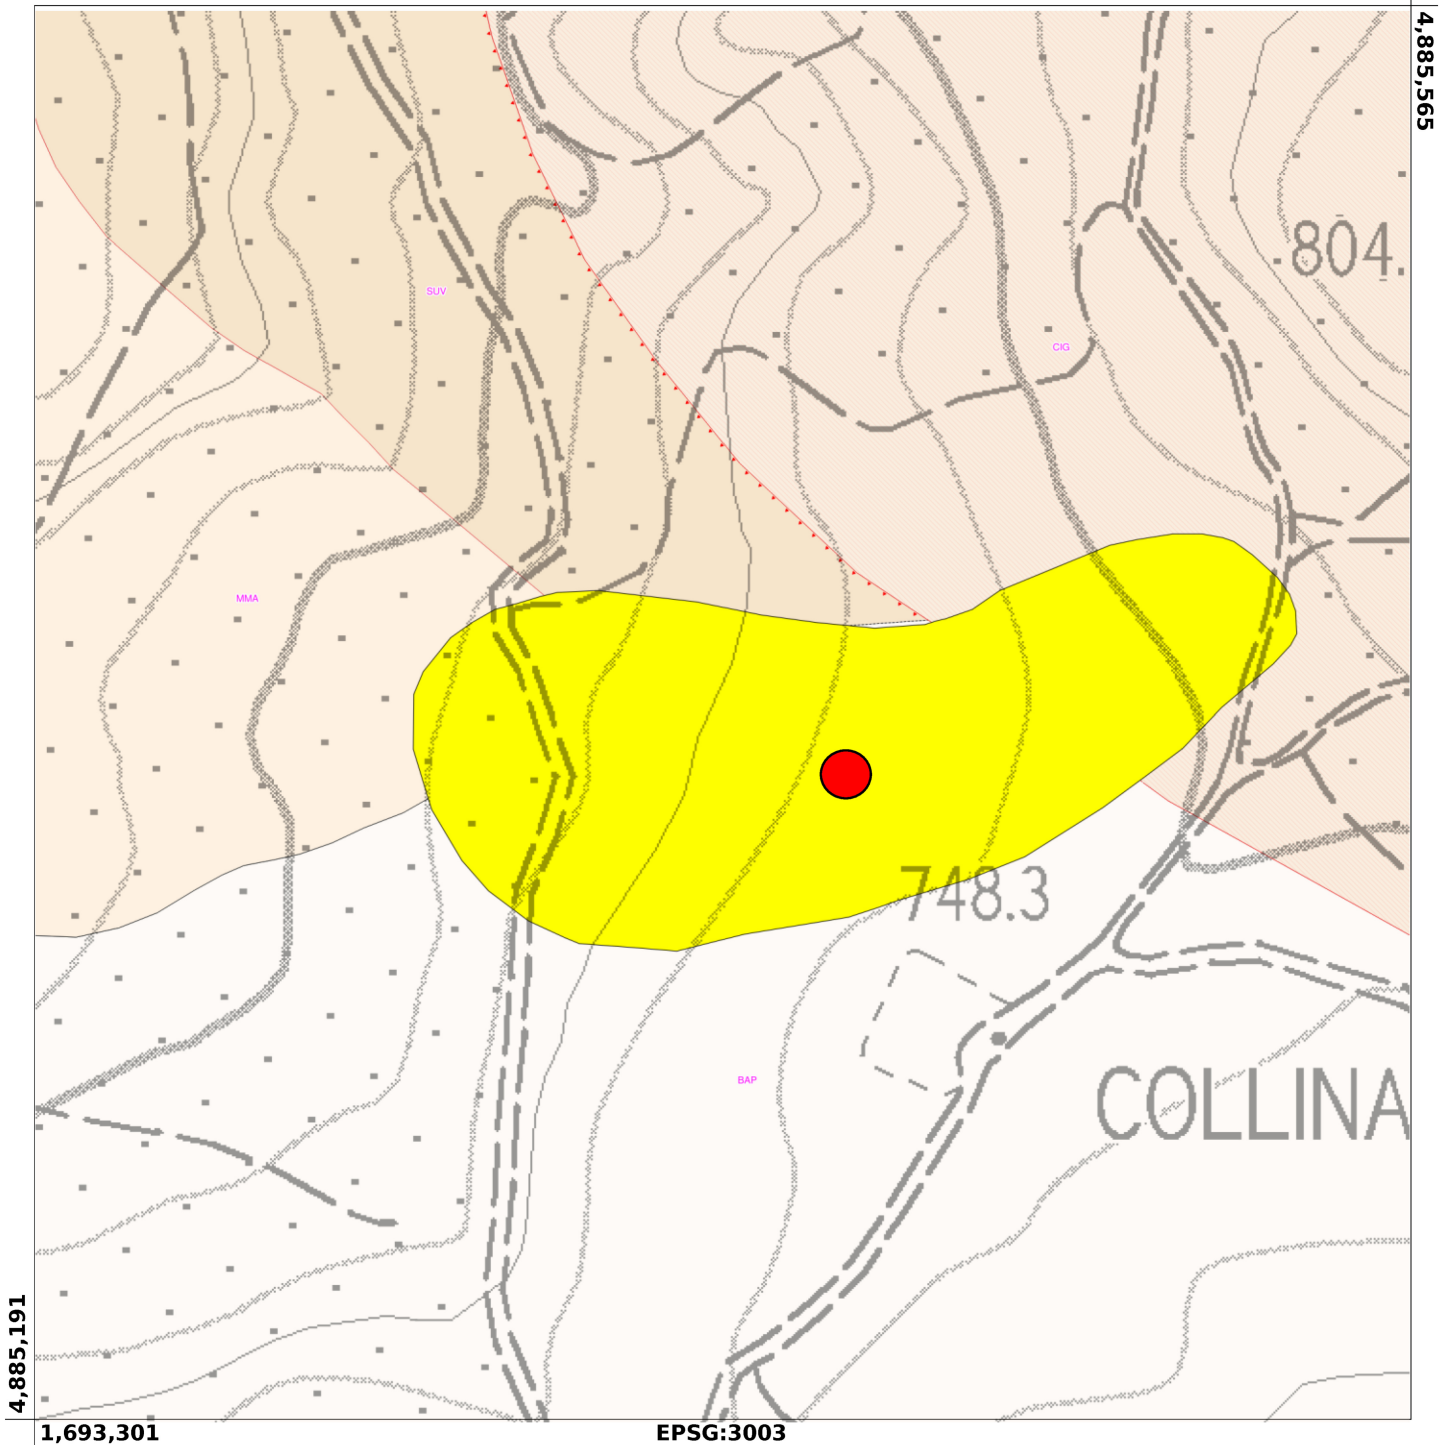 4,885,565
804
SUV
CIG
MMA
748.3
BAP
COLLINA
4,885,191
1,693,301
EPSG:3003